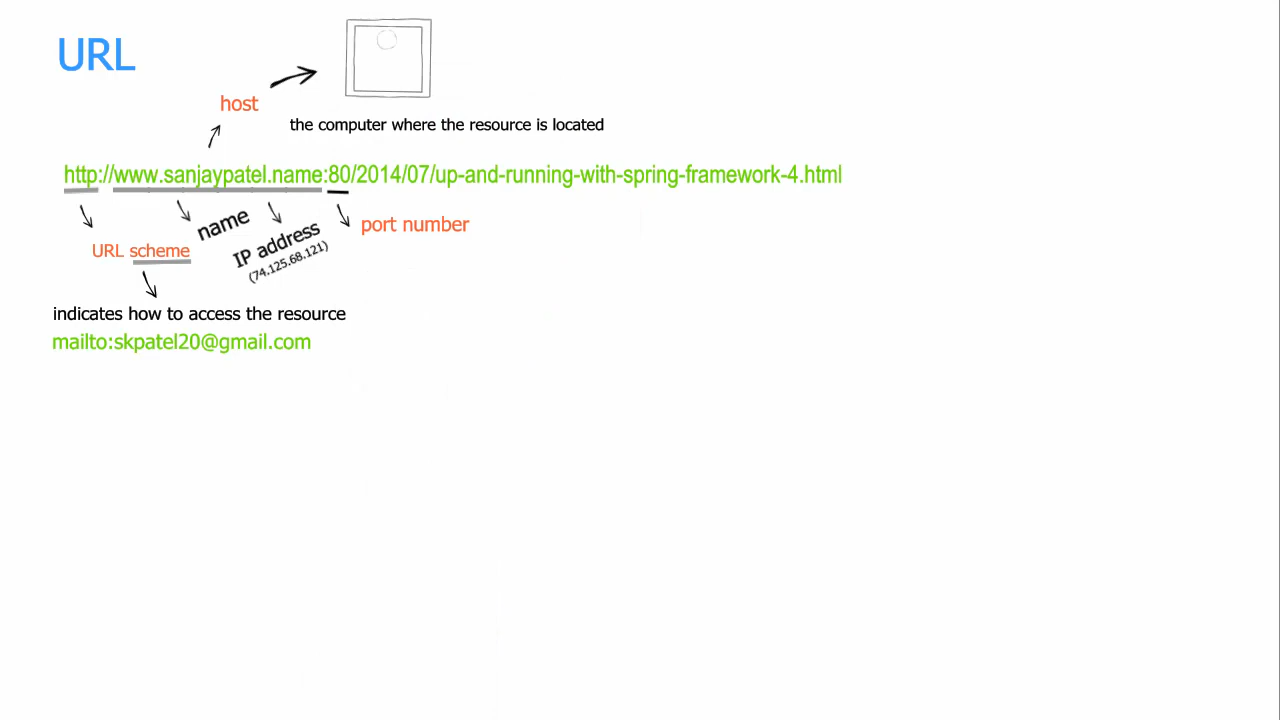 URL
host
the computer where the resource is located
http://www.sanjaypatel.name:80/2014/07/up-and-running-with-spring-framework-4.html
name
port number
IP address
(74.125.68.121)
URL scheme
indicates how to access the resource
mailto:skpatel20@gmail.com